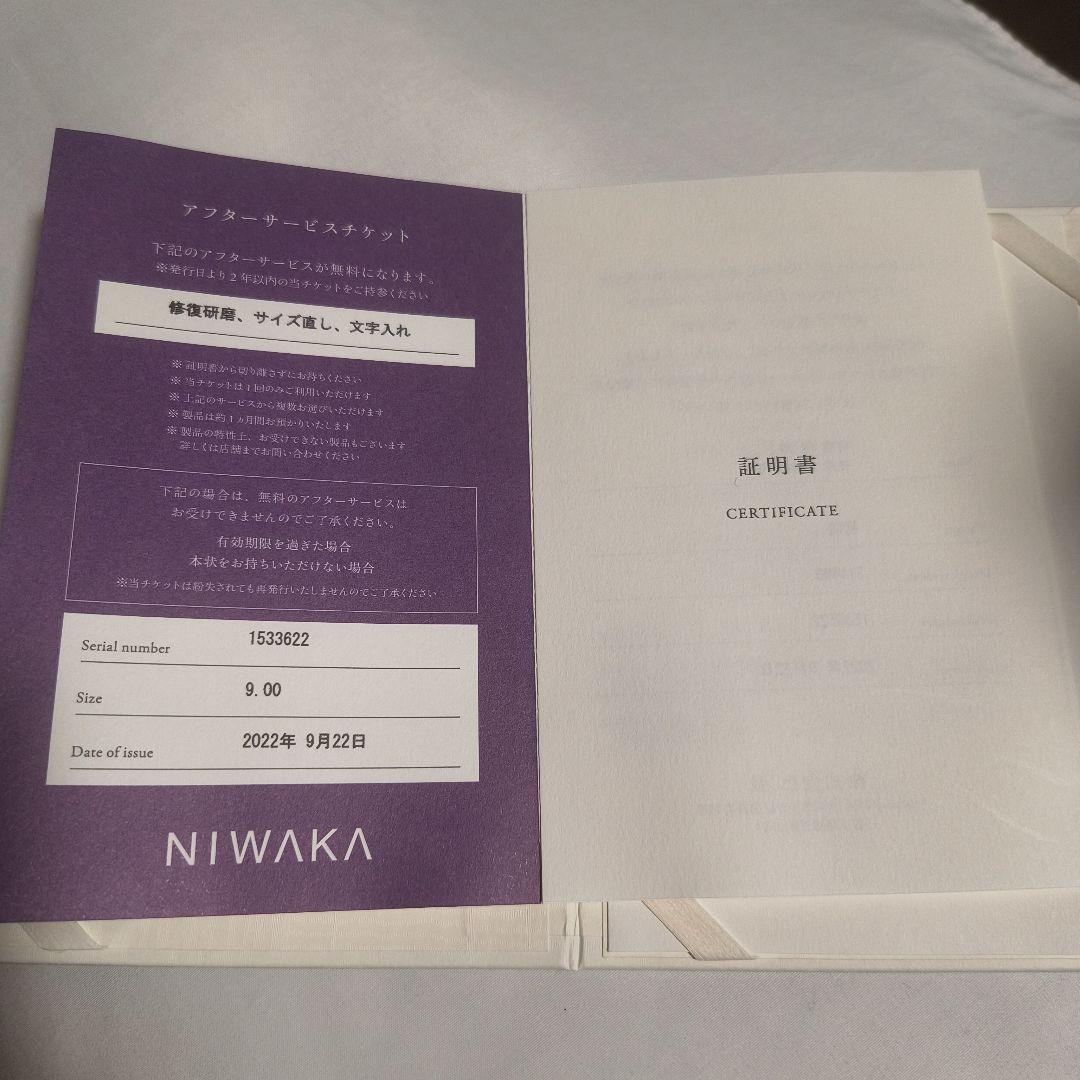 アフターサービスチケット
下記のアフターサービスが無料になります。
※発行日より2年以内の当チケットをご持参ください
修復研磨、サイズ直し、文字入れ
※ 証明書から切り離さずにお持ちください
※ 当チケットは1回のみご利用いただけます
※ 上記のサービスから複数お選びいただけます
※ 製品は約1ヵ月間お預かりいたします
※ 製品の特性上、お受けできない製品もございます
詳しくは店舗までお問い合わせください
下記の場合は、無料のアフターサービスは
お受けできませんのでご了承ください。
有効期限を過ぎた場合
本状をお持ちいただけない場合
※当チケットは紛失されても再発行いたしませんのでご了承ください
Serial number 1533622
Size 9.00
Date of issue 2022年 9月22日
NIWAKA
証明書
CERTIFICATE